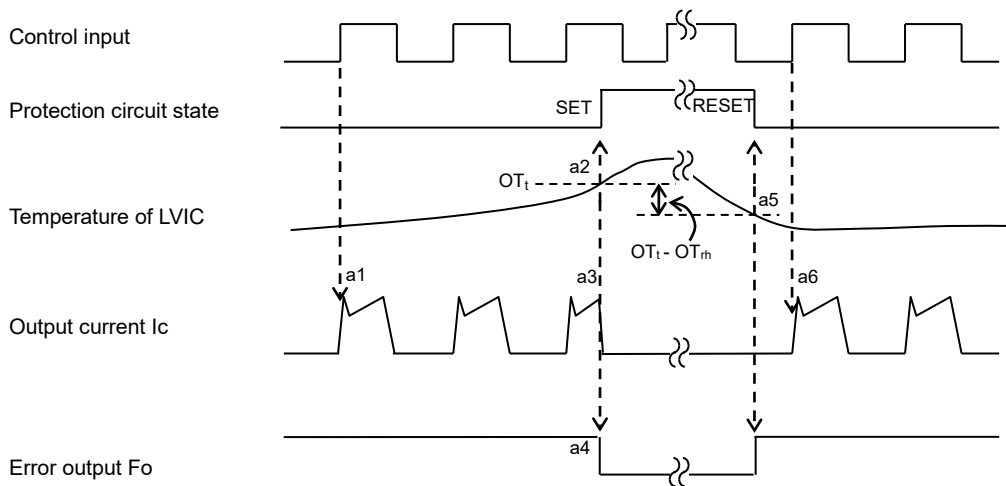 Control input
Protection circuit state
SET
RESET
a2
OTt
a5
Temperature of LVIC
OTt - OTrh
a1
a3
a6
Output current Ic
a4
Error output Fo